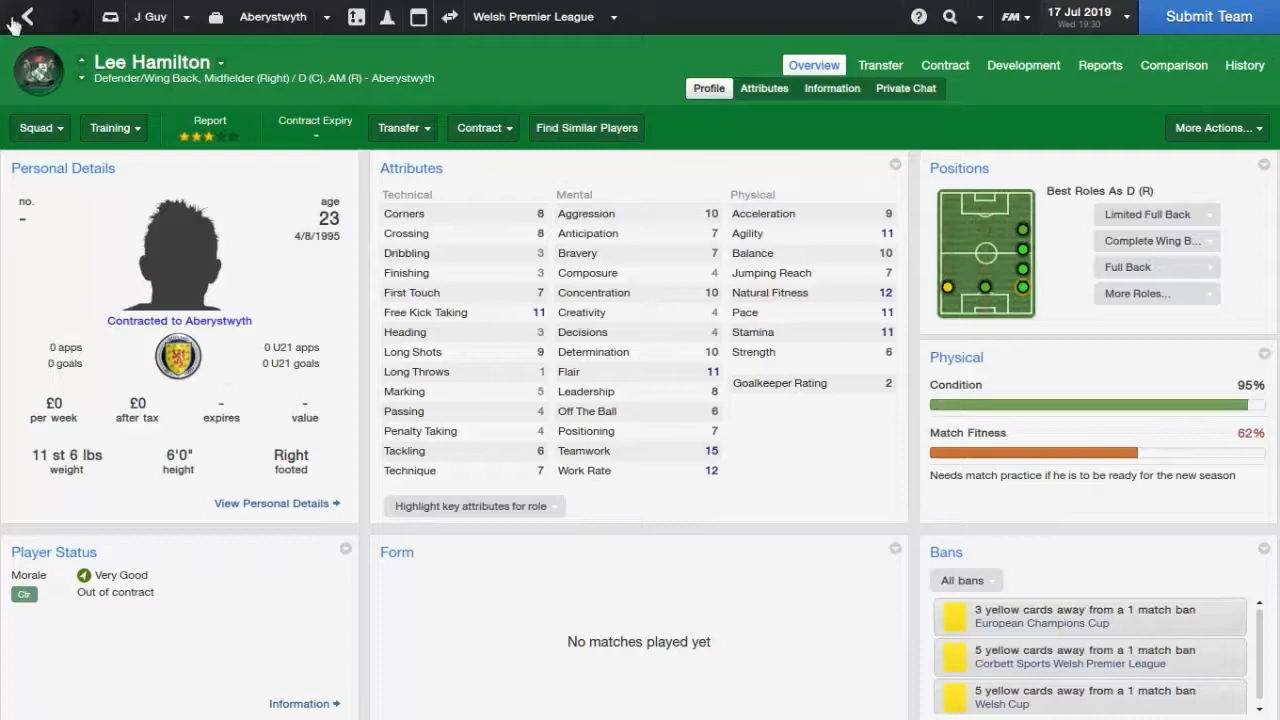 J Guy
Aberystwyth
Welsh Premier League
?
FM
17 Jul 2019
Wed 19:30
Submit Team
Lee Hamilton
Defender/Wing Back, Midfielder (Right) / D (C), AM (R) - Aberystwyth
Overview Transfer Contract Development Reports Comparison History
Profile Attributes Information Private Chat
Squad
Training
Report
Contract Expiry
-
Transfer
Contract
Find Similar Players
More Actions...
Personal Details
no.
-
age
23
4/8/1995
Contracted to Aberystwyth
0 apps
0 goals
0 U21 apps
0 U21 goals
£0
per week
£0
after tax
-
expires
-
value
11 st 6 lbs
weight
6'0"
height
Right
footed
View Personal Details
Attributes
Technical
Corners 8
Crossing 8
Dribbling 3
Finishing 3
First Touch 7
Free Kick Taking 11
Heading 3
Long Shots 9
Long Throws 1
Marking 5
Passing 4
Penalty Taking 4
Tackling 6
Technique 7
Mental
Aggression 10
Anticipation 7
Bravery 7
Composure 4
Concentration 10
Creativity 4
Decisions 4
Determination 10
Flair 11
Leadership 8
Off The Ball 6
Positioning 7
Teamwork 15
Work Rate 12
Physical
Acceleration 9
Agility 11
Balance 10
Jumping Reach 7
Natural Fitness 12
Pace 11
Stamina 11
Strength 6
Goalkeeper Rating 2
Highlight key attributes for role
Positions
Best Roles As D (R)
Limited Full Back
Complete Wing B...
Full Back
More Roles...
Physical
Condition 95%
Match Fitness 62%
Needs match practice if he is to be ready for the new season
Player Status
Morale Very Good
Ctr Out of contract
Information
Form
No matches played yet
Bans
All bans
3 yellow cards away from a 1 match ban
European Champions Cup
5 yellow cards away from a 1 match ban
Corbett Sports Welsh Premier League
5 yellow cards away from a 1 match ban
Welsh Cup